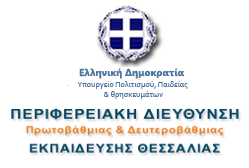 Ελληνική Δημοκρατία
Υπουργείο Πολιτισμού, Παιδείας
& Θρησκευμάτων
ΠΕΡΙΦΕΡΕΙΑΚΗ ΔΙΕΥΘΥΝΣΗ
Πρωτοβάθμιας & Δευτεροβάθμιας
ΕΚΠΑΙΔΕΥΣΗΣ ΘΕΣΣΑΛΙΑΣ